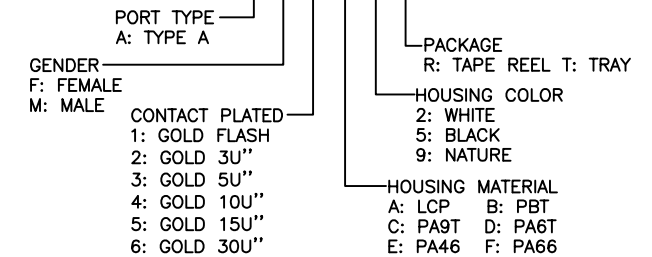 PORT TYPE
A: TYPE A
GENDER
F: FEMALE
M: MALE
CONTACT PLATED
1: GOLD FLASH
2: GOLD 3U''
3: GOLD 5U''
4: GOLD 10U''
5: GOLD 15U''
6: GOLD 30U''
PACKAGE
R: TAPE REEL T: TRAY
HOUSING COLOR
2: WHITE
5: BLACK
9: NATURE
HOUSING MATERIAL
A: LCP B: PBT
C: PA9T D: PA6T
E: PA46 F: PA66